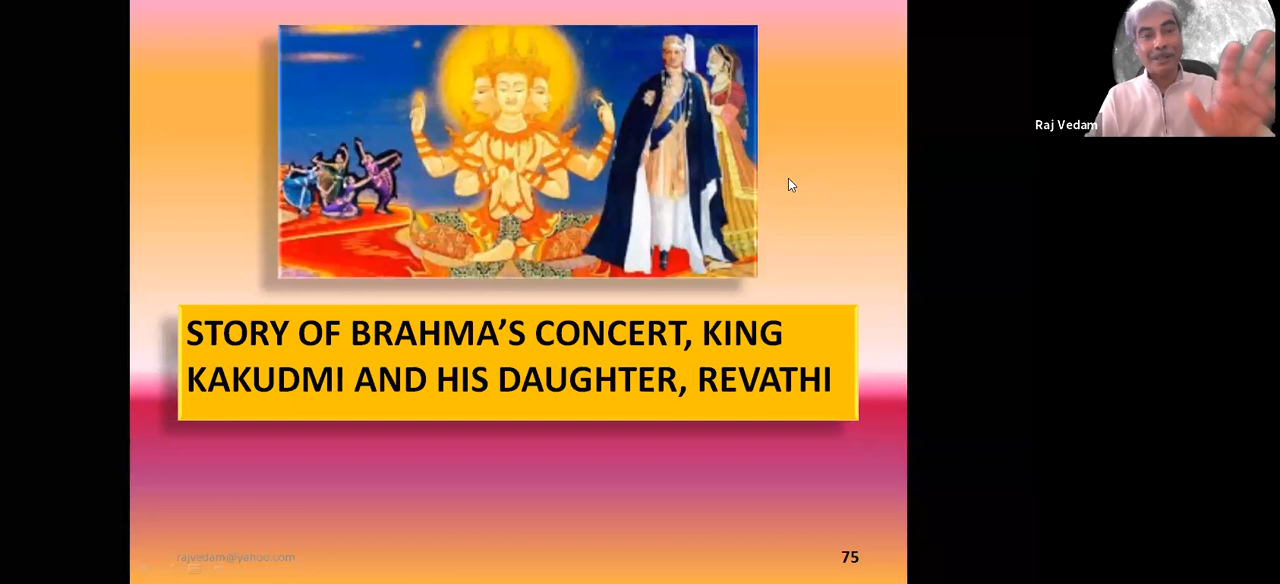 Raj Vedam
STORY OF BRAHMA’S CONCERT, KING
KAKUDMI AND HIS DAUGHTER, REVATHI
rajvedam@yahoo.com
75